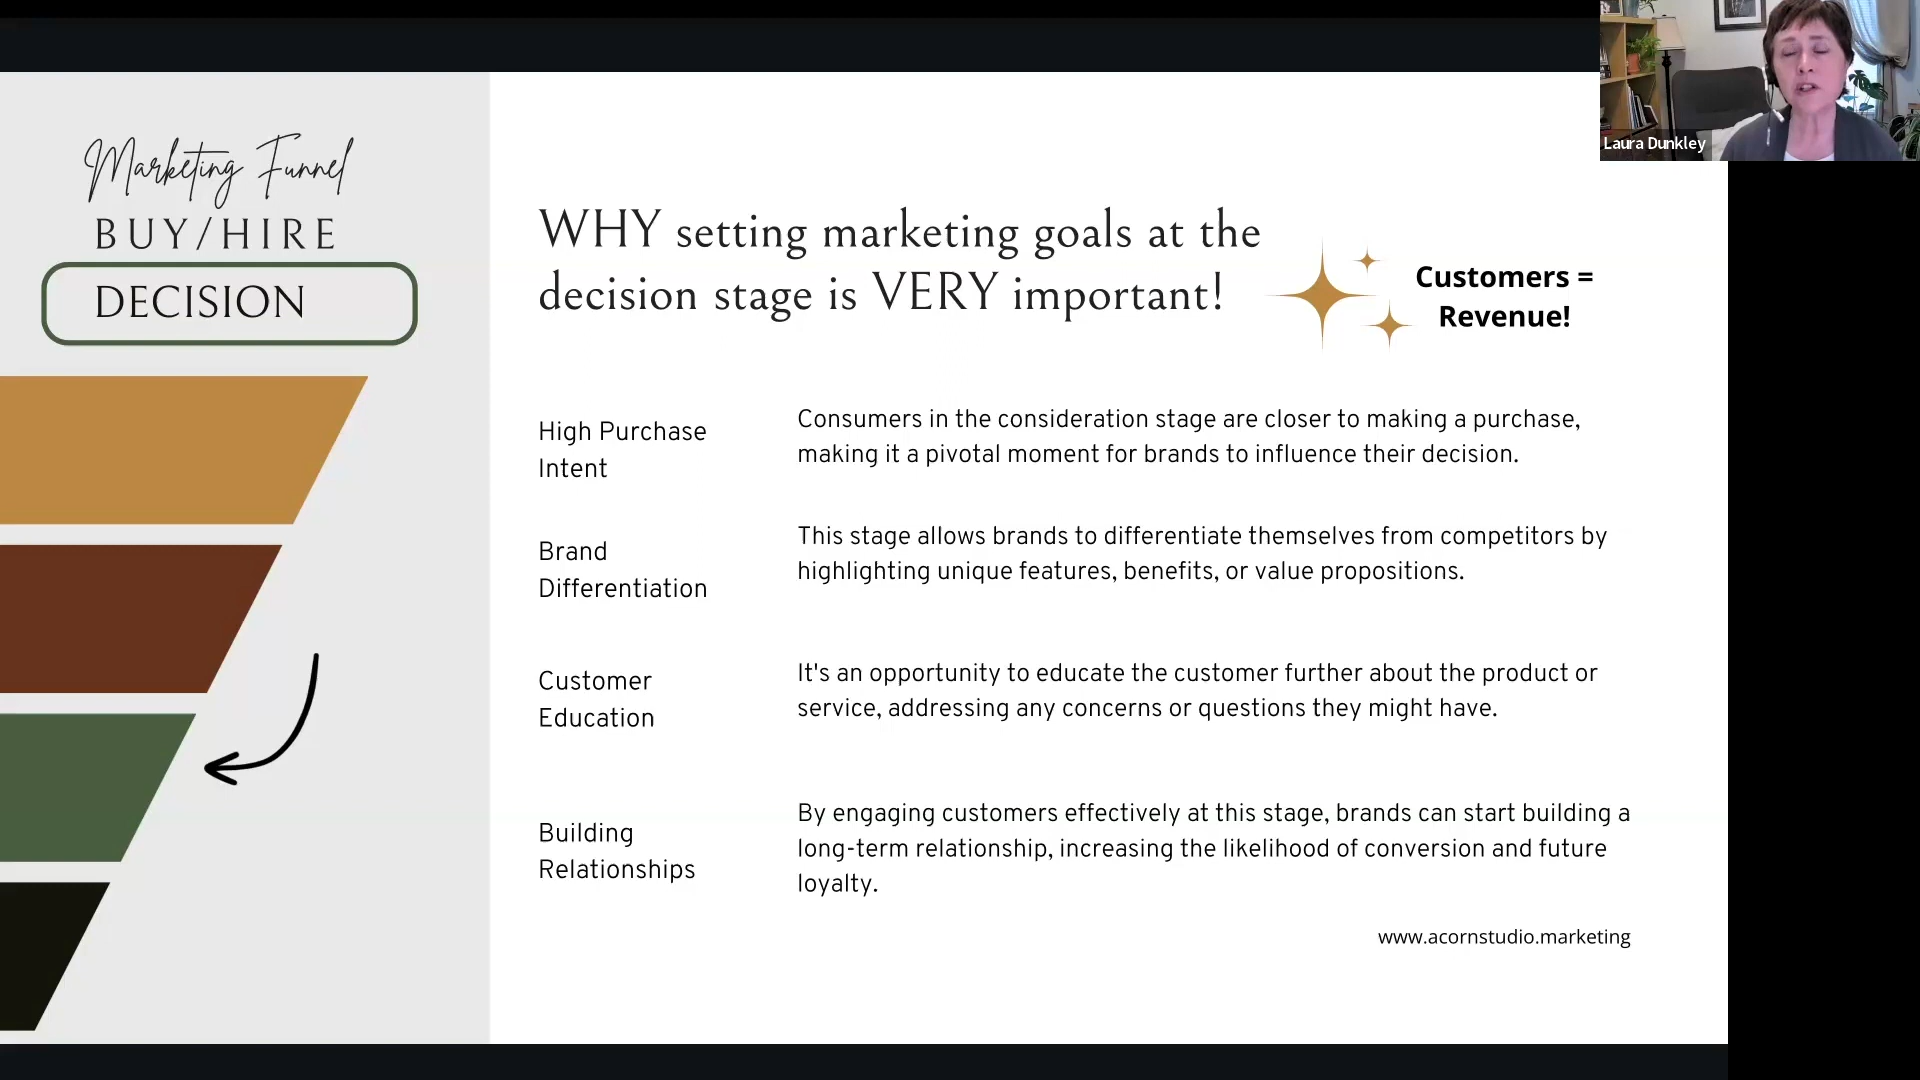 Laura Dunkley
Marketing Funnel
BUY/HIRE
DECISION
WHY setting marketing goals at the
decision stage is VERY important!
Customers =
Revenue!
High Purchase
Intent
Consumers in the consideration stage are closer to making a purchase,
making it a pivotal moment for brands to influence their decision.
Brand
Differentiation
This stage allows brands to differentiate themselves from competitors by
highlighting unique features, benefits, or value propositions.
Customer
Education
It's an opportunity to educate the customer further about the product or
service, addressing any concerns or questions they might have.
Building
Relationships
By engaging customers effectively at this stage, brands can start building a
long-term relationship, increasing the likelihood of conversion and future
loyalty.
www.acornstudio.marketing